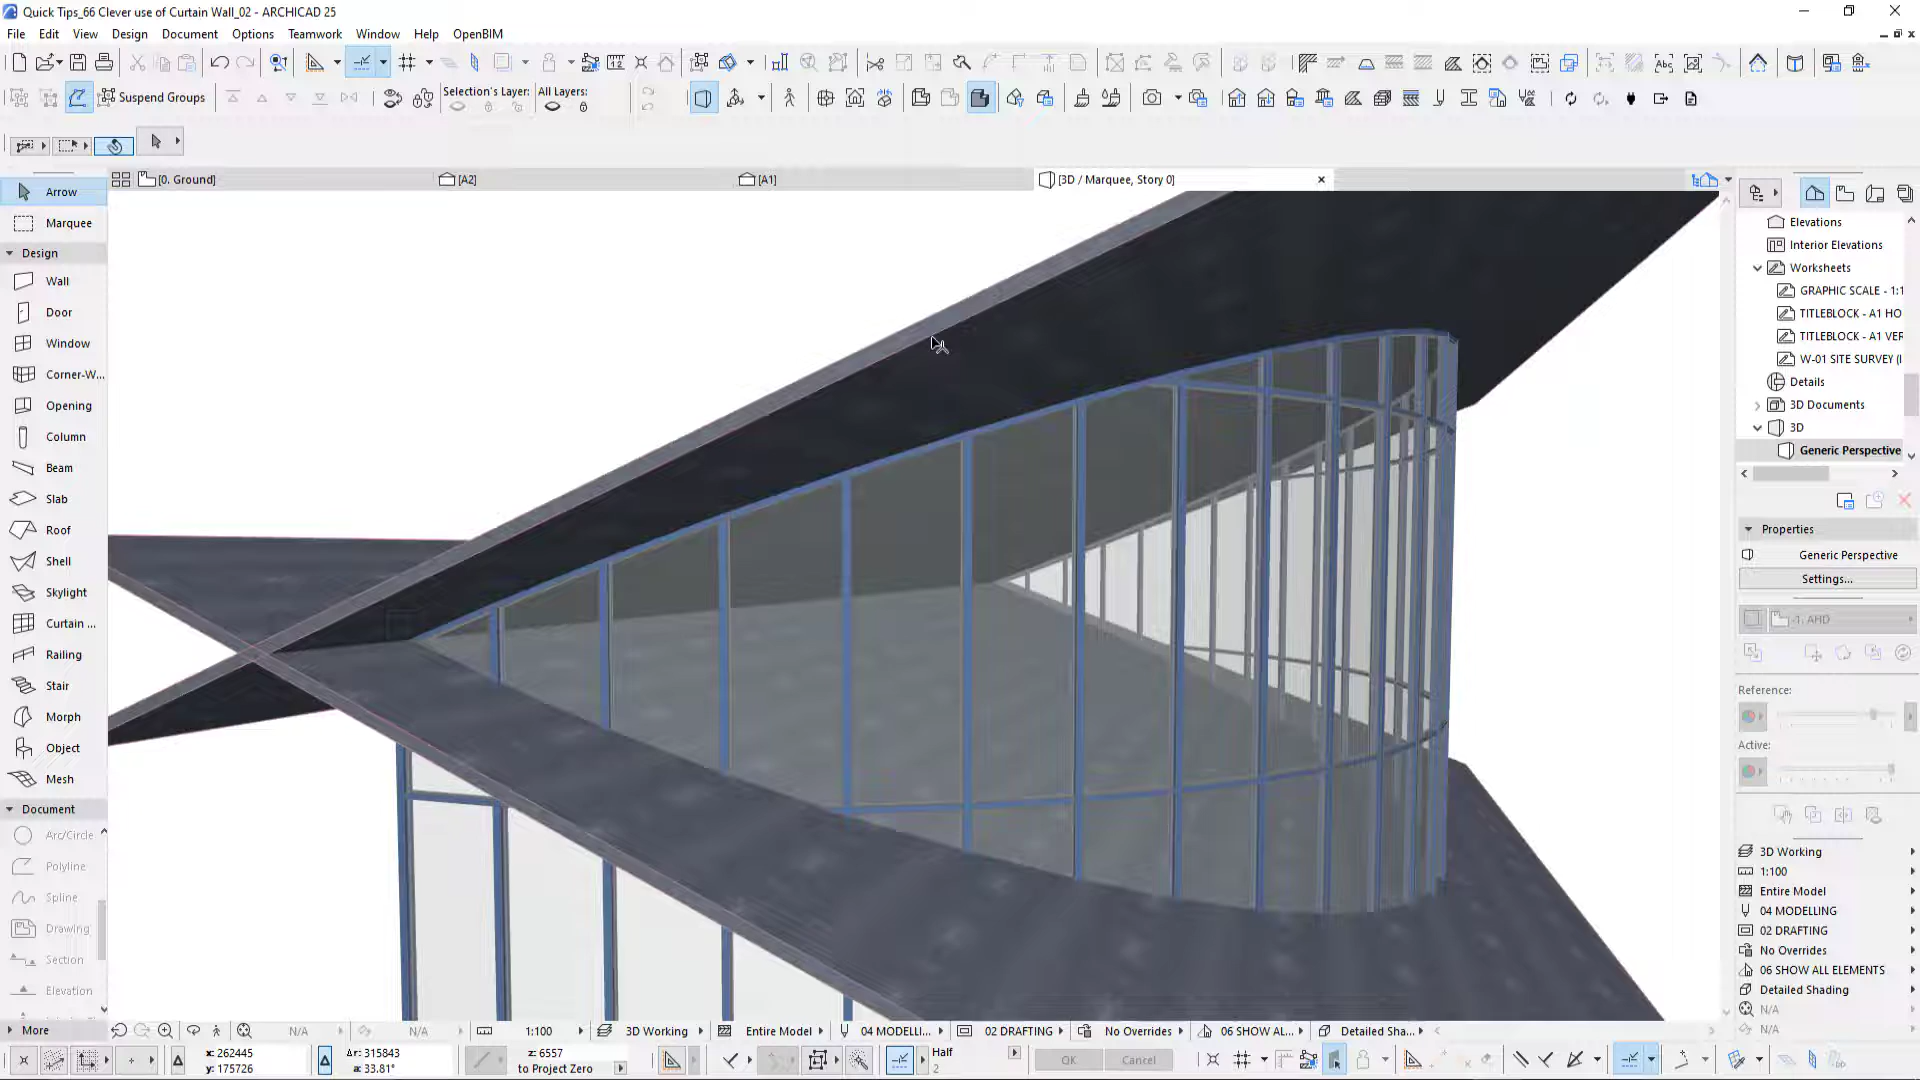 Quick Tips_66 Clever use of Curtain Wall_02 - ARCHICAD 25
File Edit View Design Document Options Teamwork Window Help OpenBIM
Suspend Groups
Selection's Layer:
All Layers:
[0. Ground]
[A2]
[A1]
[3D / Marquee, Story 0]
Arrow
Marquee
Design
Wall
Door
Window
Corner-W...
Opening
Column
Beam
Slab
Roof
Shell
Skylight
Curtain ...
Railing
Stair
Morph
Object
Mesh
Document
Arc/Circle
Polyline
Spline
Drawing
Section
Elevation
More
Elevations
Interior Elevations
Worksheets
GRAPHIC SCALE - 1:1
TITLEBLOCK - A1 HO
TITLEBLOCK - A1 VER
W-01 SITE SURVEY (I
Details
3D Documents
3D
Generic Perspective
Properties
Generic Perspective
Settings...
-1. AHD
Reference:
Active:
3D Working
1:100
Entire Model
04 MODELLING
02 DRAFTING
No Overrides
06 SHOW ALL ELEMENTS
Detailed Shading
N/A
N/A
N/A
N/A
1:100
3D Working
Entire Model
04 MODELLI...
02 DRAFTING
No Overrides
06 SHOW AL...
Detailed Sha...
x: 262445
y: 175726
Δr: 315843
a: 33.81°
z: 6557
to Project Zero
Half
2
OK
Cancel